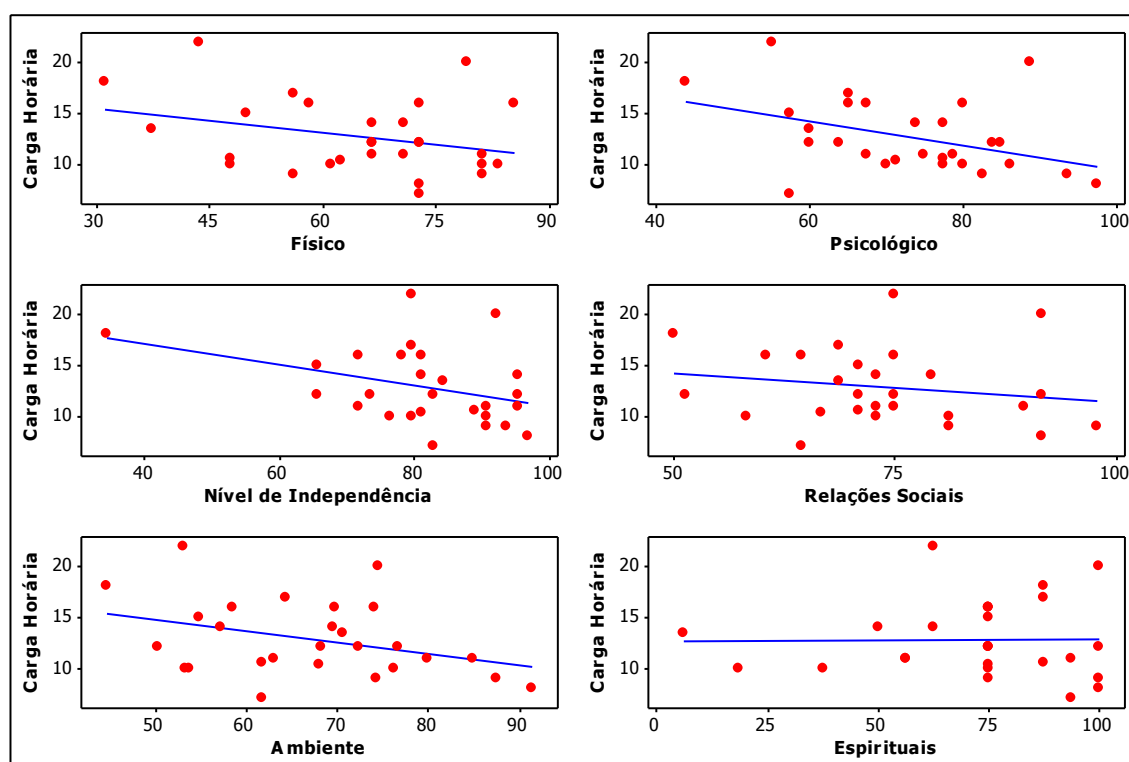 Carga Horária
20
15
10
30 45 60 75 90
Físico
Carga Horária
20
15
10
40 60 80 100
Psicológico
Carga Horária
20
15
10
40 60 80 100
Nível de Independência
Carga Horária
20
15
10
50 75 100
Relações Sociais
Carga Horária
20
15
10
50 60 70 80 90
Ambiente
Carga Horária
20
15
10
0 25 50 75 100
Espirituais